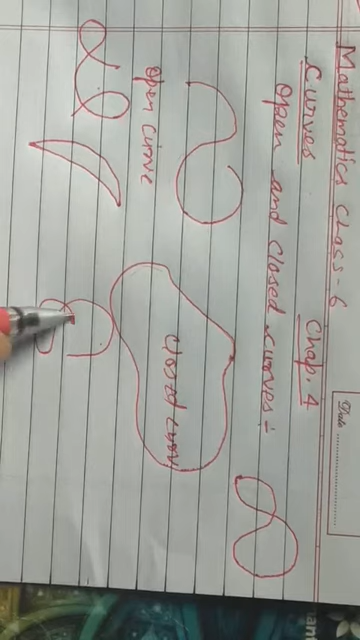 Mathematics class-6
Chap. 4
Date
Curves
Open and closed curves:-
Open curve
Closed curve